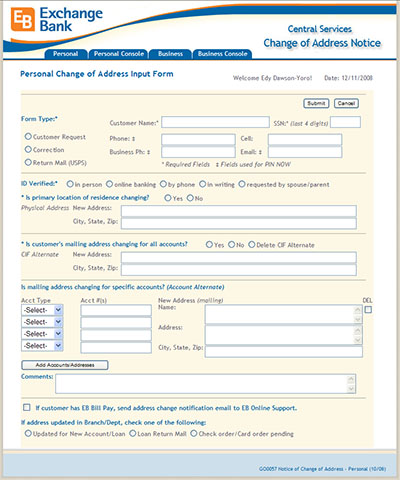 EB Exchange Bank
Central Services
Change of Address Notice
Personal Personal Console Business Business Console
Personal Change of Address Input Form
Welcome Edy Dawson-Yoro! Date: 12/11/2008
Submit Cancel
Form Type:* Customer Name:* SSN:* (last 4 digits)
Customer Request Phone: ‡ Cell:
Correction Business Ph: ‡ Email: ‡
Return Mail (USPS) * Required Fields ‡ Fields used for PIN NOW
ID Verified:* in person online banking by phone in writing requested by spouse/parent
* Is primary location of residence changing? Yes No
Physical Address New Address:
City, State, Zip:
* Is customer's mailing address changing for all accounts? Yes No Delete CIF Alternate
CIF Alternate New Address:
City, State, Zip:
Is mailing address changing for specific accounts? (Account Alternate)
Acct Type Acct #(s) New Address (mailing) DEL
-Select- Name:
-Select- Address:
-Select-
-Select- City, State, Zip:
Add Accounts/Addresses
Comments:
If customer has EB Bill Pay, send address change notification email to EB Online Support.
If address updated in Branch/Dept, check one of the following:
Updated for New Account/Loan Loan Return Mail Check order/Card order pending
GO0057 Notice of Change of Address - Personal (10/08)